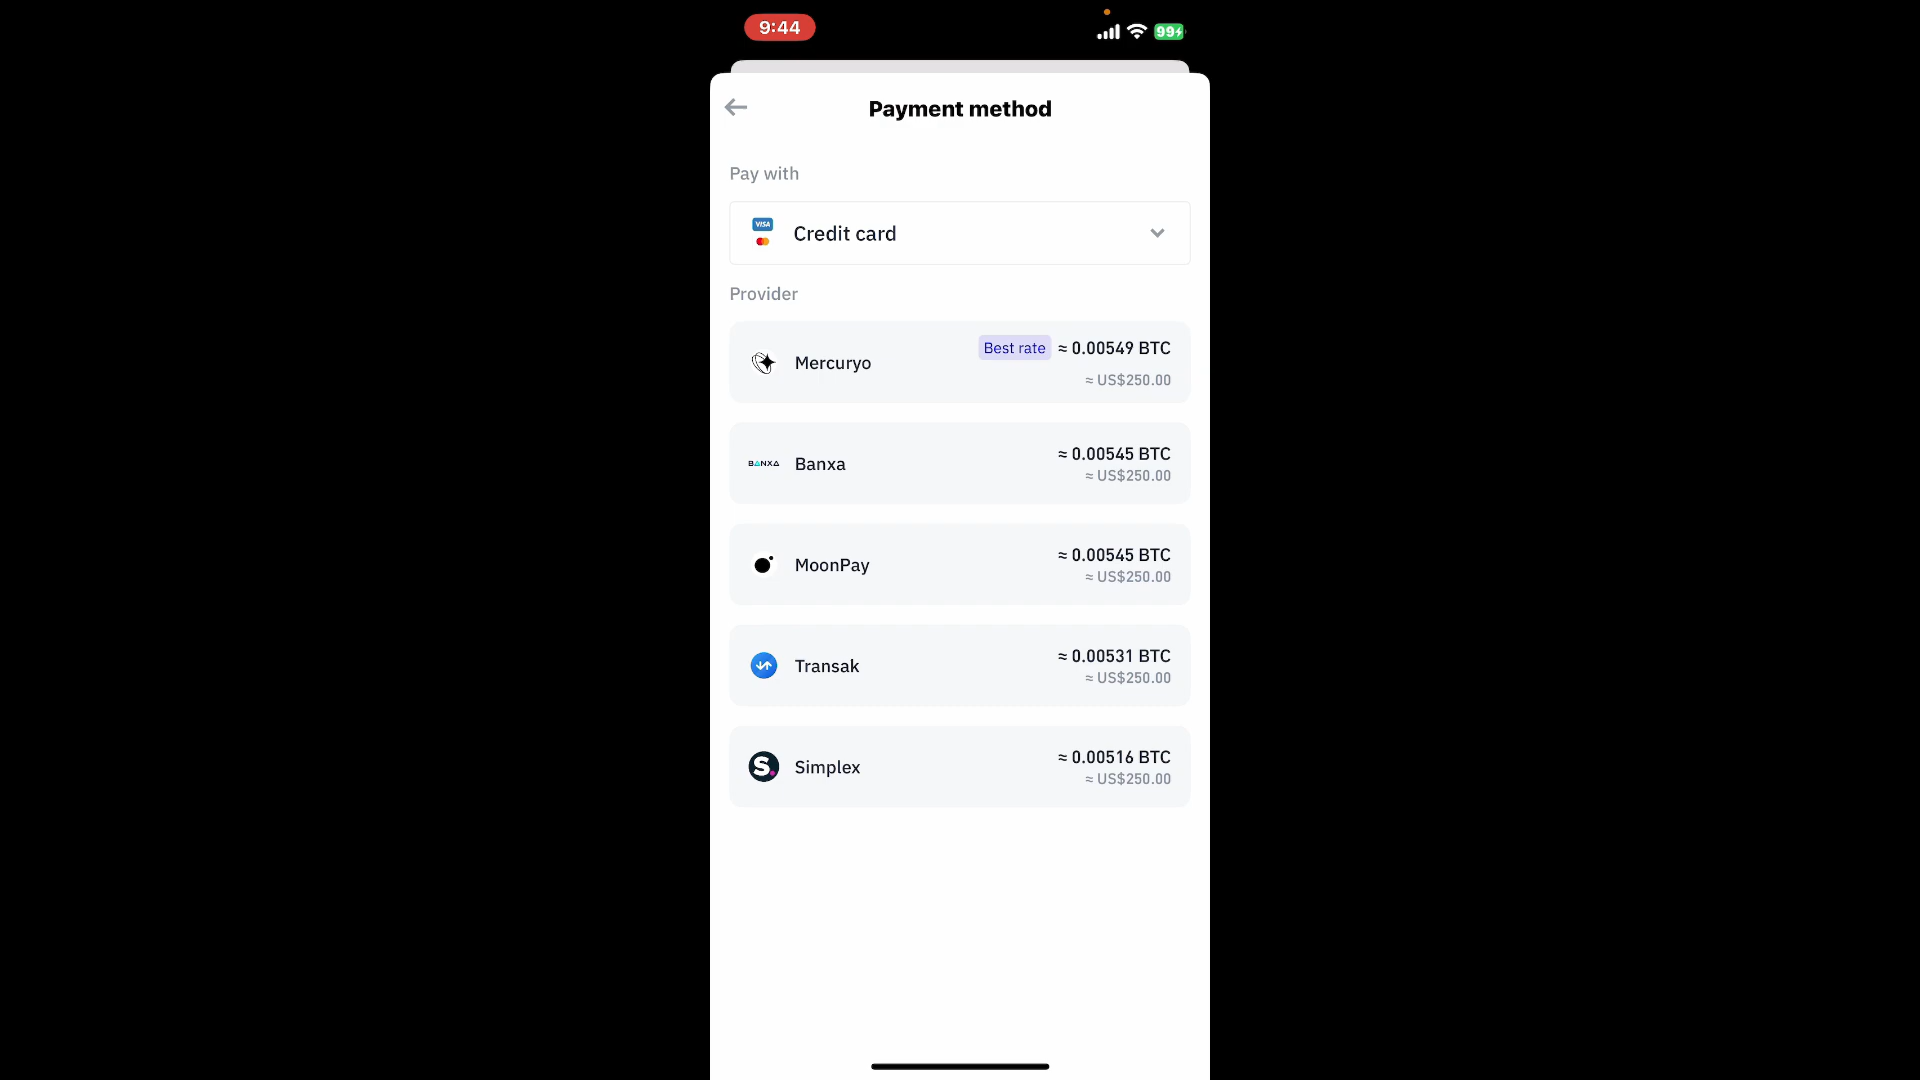 9:44
99
Payment method
Pay with
VISA
Credit card
Provider
Mercuryo
Best rate ≈ 0.00549 BTC
≈ US$250.00
BANXA
Banxa
≈ 0.00545 BTC
≈ US$250.00
MoonPay
≈ 0.00545 BTC
≈ US$250.00
Transak
≈ 0.00531 BTC
≈ US$250.00
S.
Simplex
≈ 0.00516 BTC
≈ US$250.00